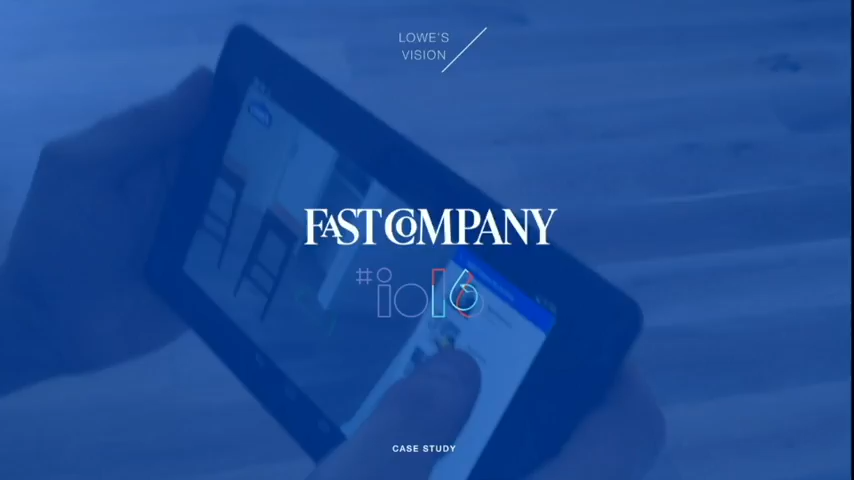 LOWE'S
VISION
FAST COMPANY
#io16
CASE STUDY